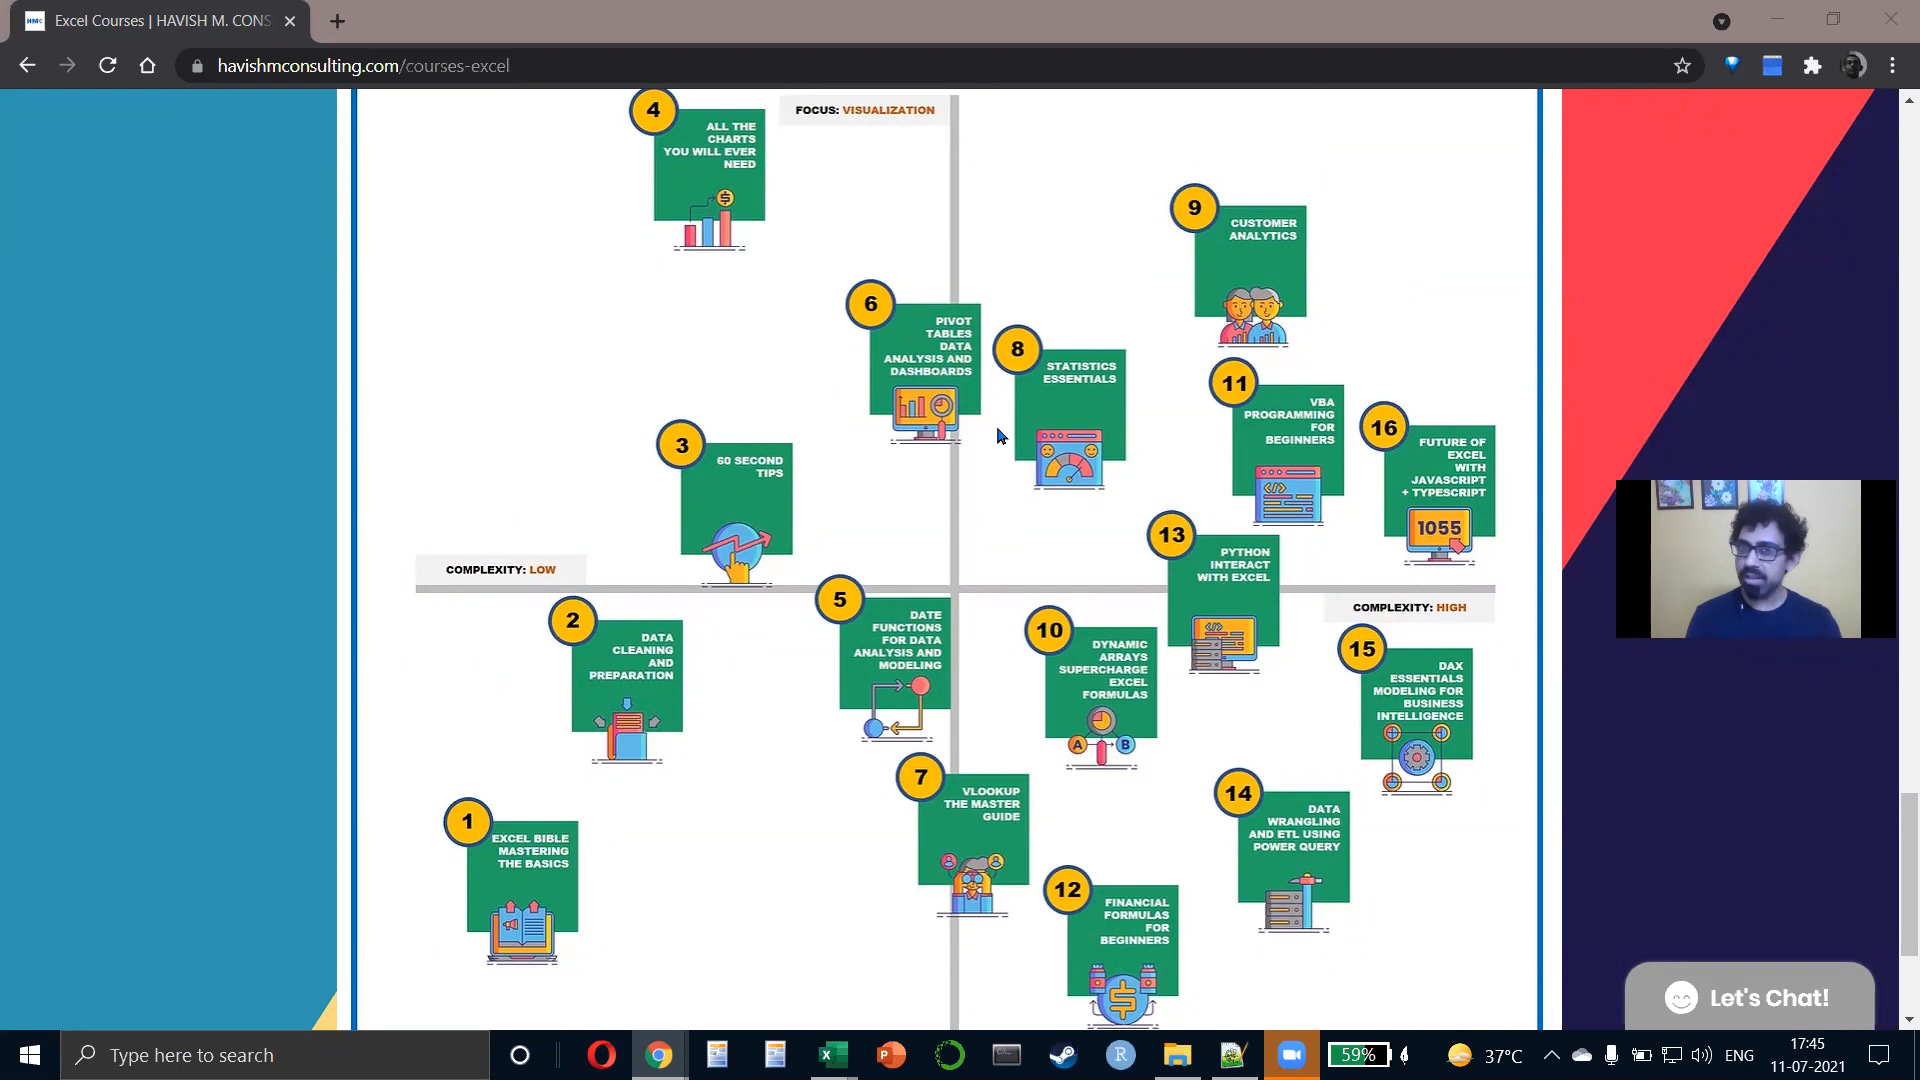 Excel Courses | HAVISH M. CONS
havishmconsulting.com/courses-excel
FOCUS: VISUALIZATION
4
ALL THE
CHARTS
YOU WILL EVER
NEED
9
CUSTOMER
ANALYTICS
6
PIVOT
TABLES
DATA
ANALYSIS AND
DASHBOARDS
8
STATISTICS
ESSENTIALS
11
VBA
PROGRAMMING
FOR
BEGINNERS
16
FUTURE OF
EXCEL
WITH
JAVASCRIPT
+ TYPESCRIPT
1055
3
60 SECOND
TIPS
13
PYTHON
INTERACT
WITH EXCEL
COMPLEXITY: LOW
COMPLEXITY: HIGH
2
DATA
CLEANING
AND
PREPARATION
5
DATE
FUNCTIONS
FOR DATA
ANALYSIS AND
MODELING
10
DYNAMIC
ARRAYS
SUPERCHARGE
EXCEL
FORMULAS
A
B
15
DAX
ESSENTIALS
MODELING FOR
BUSINESS
INTELLIGENCE
7
VLOOKUP
THE MASTER
GUIDE
14
DATA
WRANGLING
AND ETL USING
POWER QUERY
1
EXCEL BIBLE
MASTERING
THE BASICS
12
FINANCIAL
FORMULAS
FOR
BEGINNERS
Let's Chat!
Type here to search
59%
37°C
ENG
17:45
11-07-2021